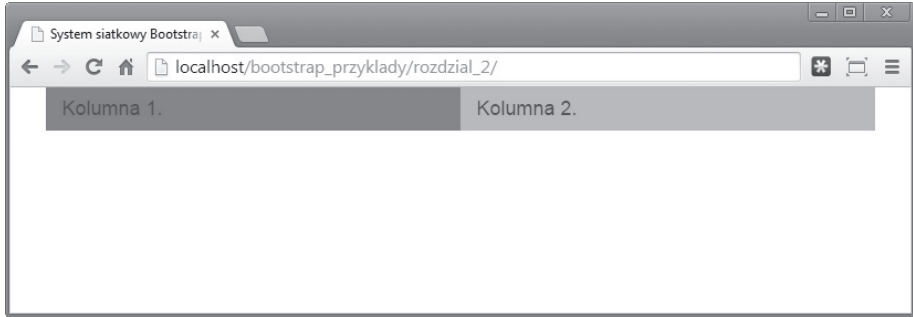 System siatkowy Bootstra
localhost/bootstrap_przyklady/rozdzial_2/
Kolumna 1.
Kolumna 2.